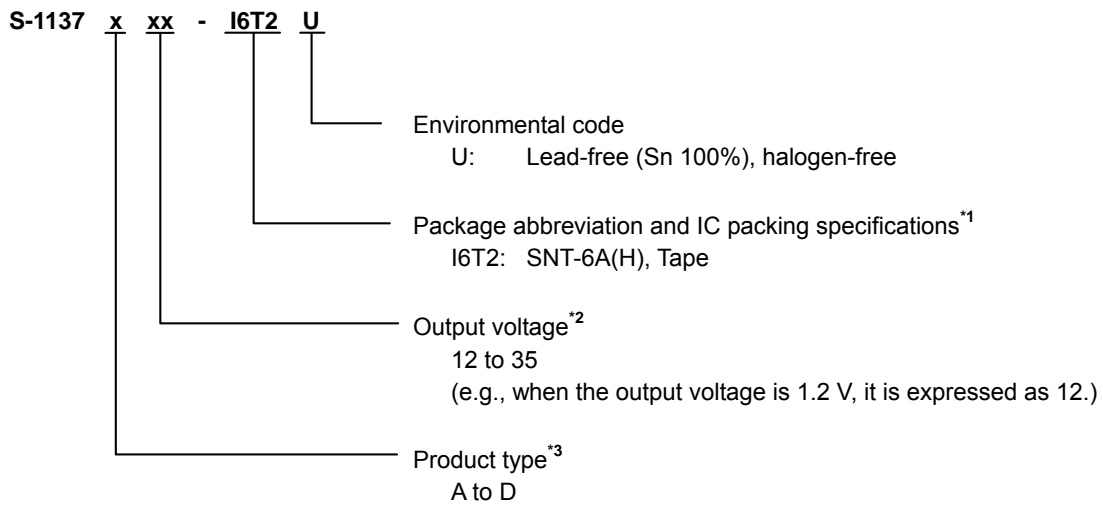 S-1137 x xx - I6T2 U
Environmental code
U: Lead-free (Sn 100%), halogen-free
Package abbreviation and IC packing specifications*1
I6T2: SNT-6A(H), Tape
Output voltage*2
12 to 35
(e.g., when the output voltage is 1.2 V, it is expressed as 12.)
Product type*3
A to D